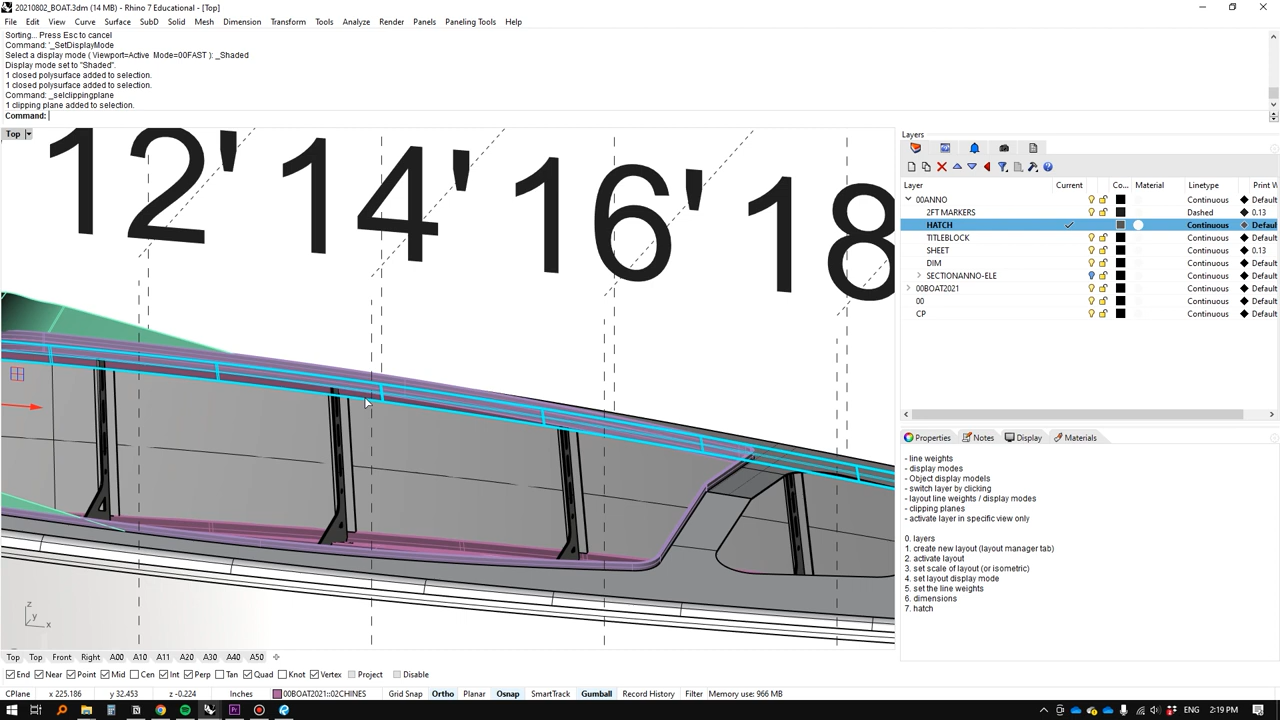 20210802_BOAT.3dm (14 MB) - Rhino 7 Educational - [Top]
File Edit View Curve Surface SubD Solid Mesh Dimension Transform Tools Analyze Render Panels Paneling Tools Help
Sorting... Press Esc to cancel
Command: '_SetDisplayMode
Select a display mode ( Viewport=Active Mode=00FAST ): _Shaded
Display mode set to "Shaded".
1 closed polysurface added to selection.
1 closed polysurface added to selection.
Command: _selclippingplane
1 clipping plane added to selection.
Command:
Top
12' 14' 16' 18
z
y
x
Layers
Layer Current Co... Material Linetype Print W
00ANNO Continuous Default
2FT MARKERS Dashed 0.13
HATCH Continuous Defaul
TITLEBLOCK Continuous Default
SHEET Continuous 0.13
DIM Continuous Default
SECTIONANNO-ELE Continuous Default
00BOAT2021 Continuous Default
00 Continuous Default
CP Continuous Default
Properties Notes Display Materials
- line weights
- display modes
- Object display models
- switch layer by clicking
- layout line weights / display modes
- clipping planes
- activate layer in specific view only
0. layers
1. create new layout (layout manager tab)
2. activate layout
3. set scale of layout (or isometric)
4. set layout display mode
5. set the line weights
6. dimensions
7. hatch
Top Top Front Right A00 A10 A11 A20 A30 A40 A50
End Near Point Mid Cen Int Perp Tan Quad Knot Vertex Project Disable
CPlane x 225.186 y 32.453 z -0.224 Inches 00BOAT2021::02CHINES Grid Snap Ortho Planar Osnap SmartTrack Gumball Record History Filter Memory use: 966 MB
ENG 2:19 PM